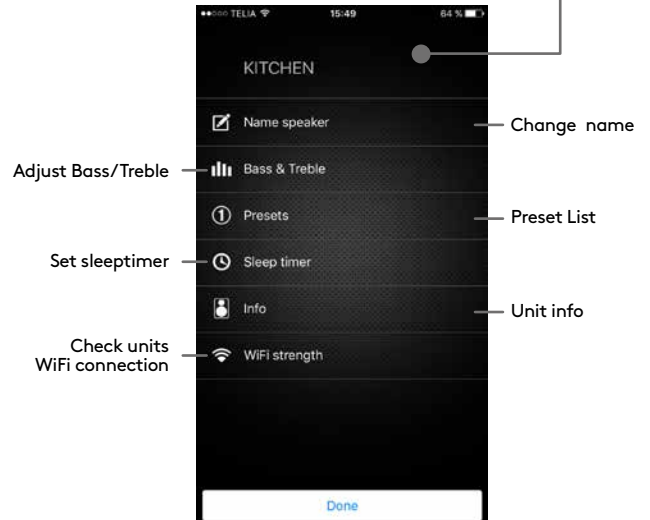 TELIA 15:49 64 %
KITCHEN
Name speaker
Change name
Adjust Bass/Treble
Bass & Treble
1 Presets
Preset List
Set sleeptimer
Sleep timer
Info
Unit info
Check units
WiFi connection
WiFi strength
Done